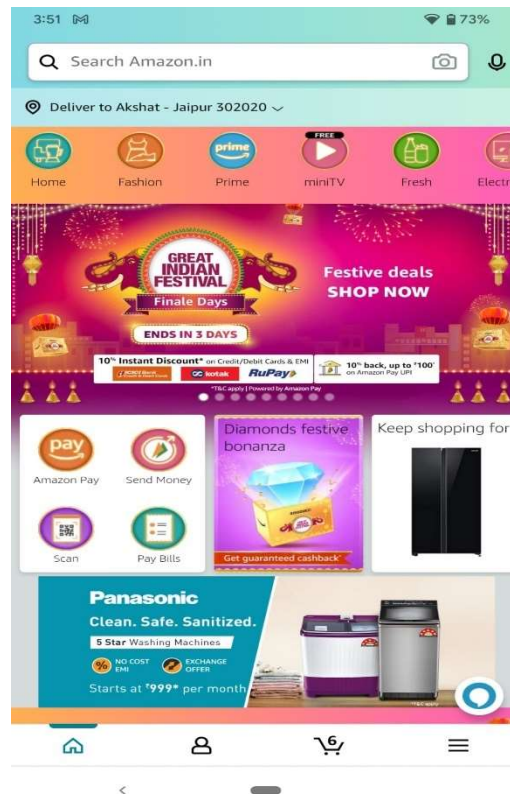 3:51 73%
Search Amazon.in
Deliver to Akshat - Jaipur 302020
FREE
prime
Home Fashion Prime miniTV Fresh Electr
GREAT
INDIAN
FESTIVAL
Finale Days
ENDS IN 3 DAYS
Festive deals
SHOP NOW
10% Instant Discount* on Credit/Debit Cards & EMI
ICICI Bank kotak RuPay
10% back, up to ₹100*
on Amazon Pay UPI
*T&C apply | Powered by Amazon Pay
pay
Amazon Pay Send Money
Scan Pay Bills
Diamonds festive
bonanza
Get guaranteed cashback*
Keep shopping for
Panasonic
Clean. Safe. Sanitized.
5 Star Washing Machines
NO COST
EMI
EXCHANGE
OFFER
Starts at ₹999* per month
*T&C apply
6